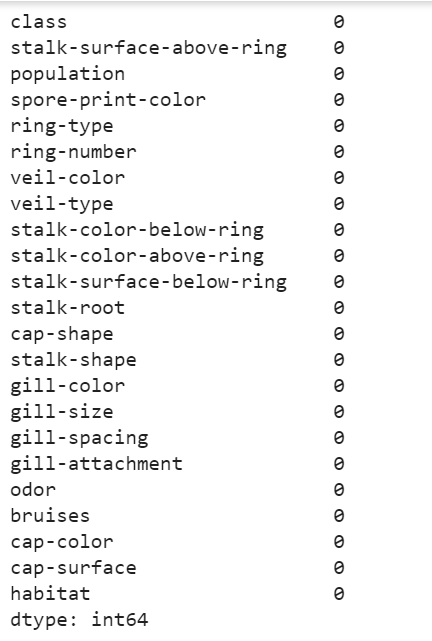 class 0
stalk-surface-above-ring 0
population 0
spore-print-color 0
ring-type 0
ring-number 0
veil-color 0
veil-type 0
stalk-color-below-ring 0
stalk-color-above-ring 0
stalk-surface-below-ring 0
stalk-root 0
cap-shape 0
stalk-shape 0
gill-color 0
gill-size 0
gill-spacing 0
gill-attachment 0
odor 0
bruises 0
cap-color 0
cap-surface 0
habitat 0
dtype: int64